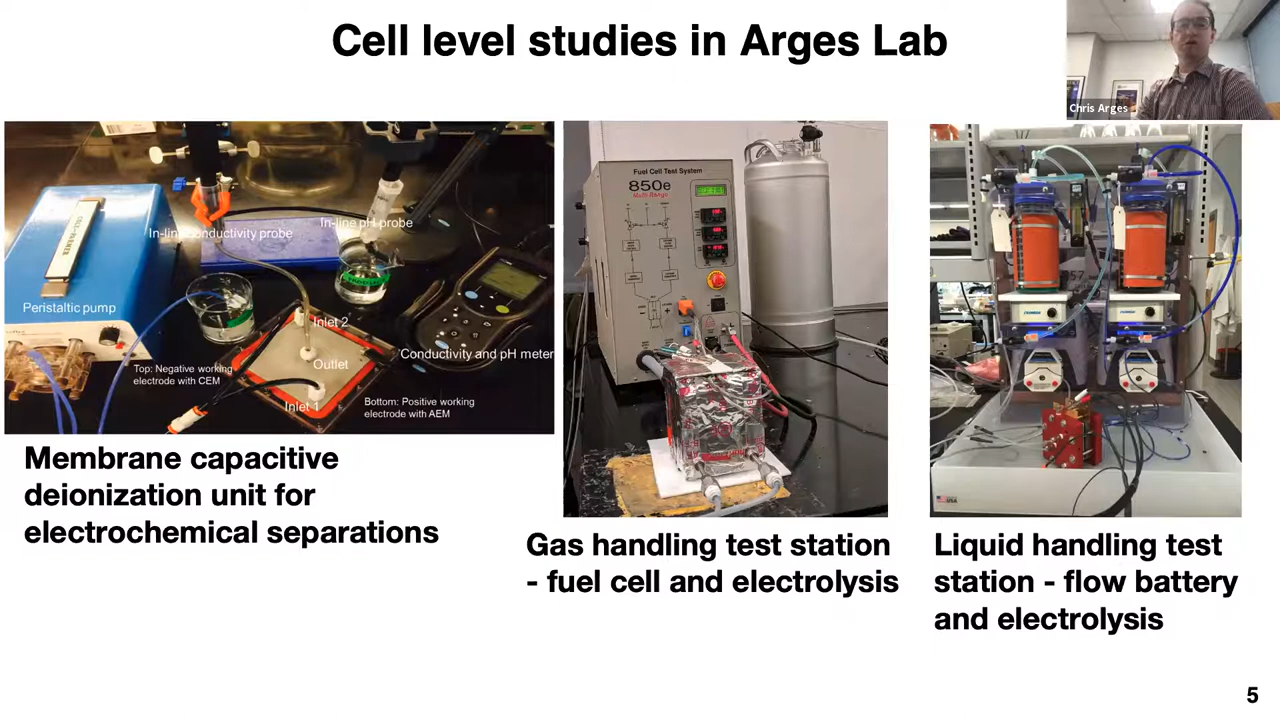 Cell level studies in Arges Lab
Chris Arges
In-line conductivity probe
In-line pH probe
Peristaltic pump
Inlet 2
Outlet
Conductivity and pH meter
Top: Negative working
electrode with CEM
Inlet 1
Bottom: Positive working
electrode with AEM
Fuel Cell Test System
850e
Multi Range
USA
Membrane capacitive
deionization unit for
electrochemical separations
Gas handling test station
- fuel cell and electrolysis
Liquid handling test
station - flow battery
and electrolysis
5